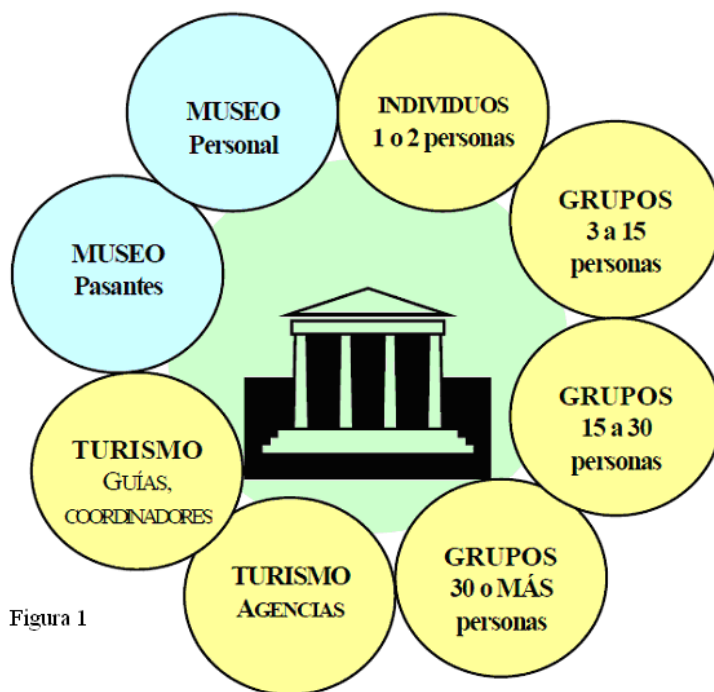 MUSEO
Personal
INDIVIDUOS
1 o 2 personas
GRUPOS
3 a 15
personas
MUSEO
Pasantes
GRUPOS
15 a 30
personas
TURISMO
GUÍAS,
COORDINADORES
GRUPOS
30 o MÁS
personas
TURISMO
AGENCIAS
Figura 1